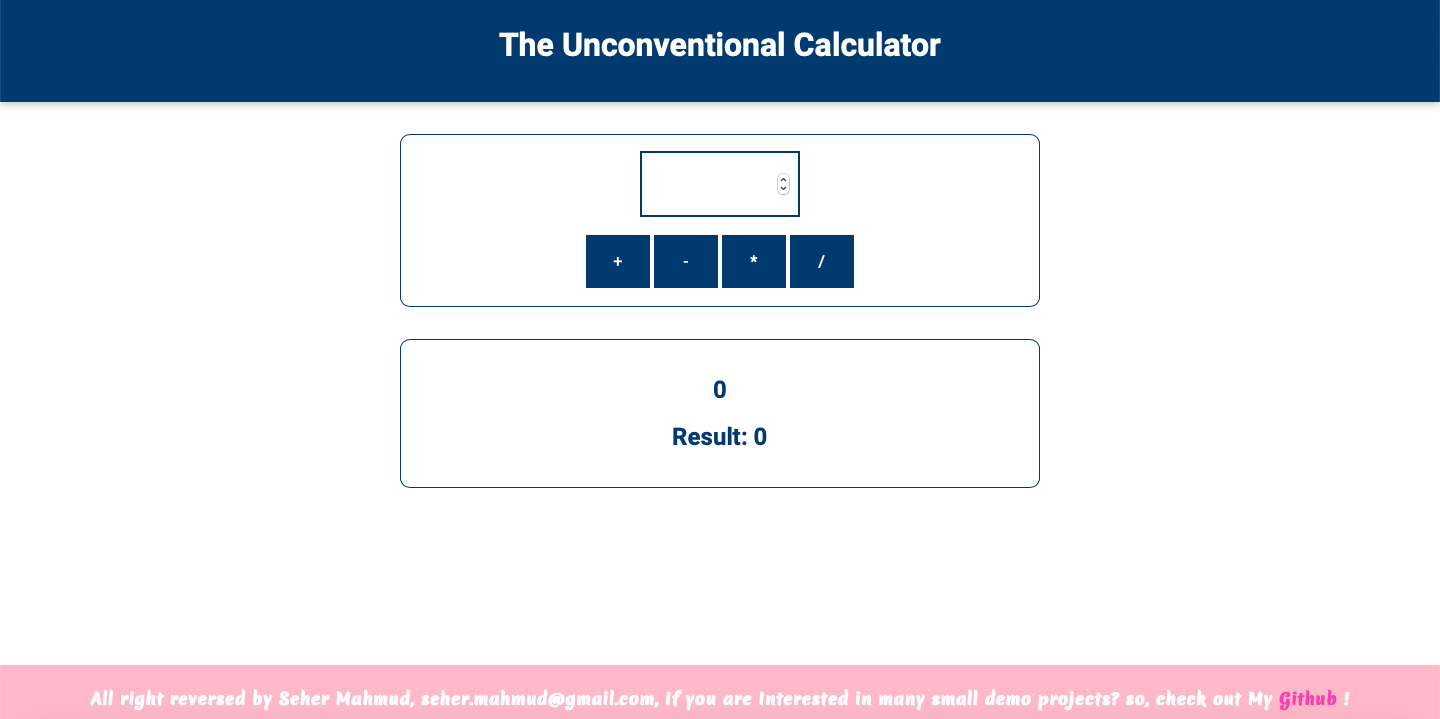 The Unconventional Calculator
+ - * /
0
Result: 0
All right reversed by Seher Mahmud, seher.mahmud@gmail.com, If you are Interested in many small demo projects? so, check out My Github !